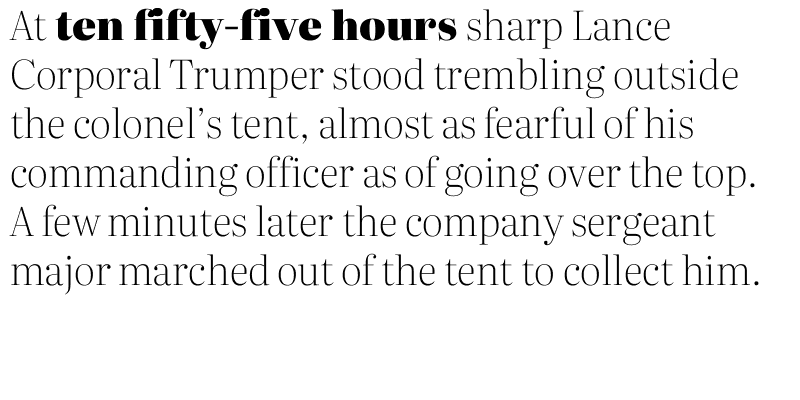 At ten fifty-five hours sharp Lance
Corporal Trumper stood trembling outside
the colonel’s tent, almost as fearful of his
commanding officer as of going over the top.
A few minutes later the company sergeant
major marched out of the tent to collect him.